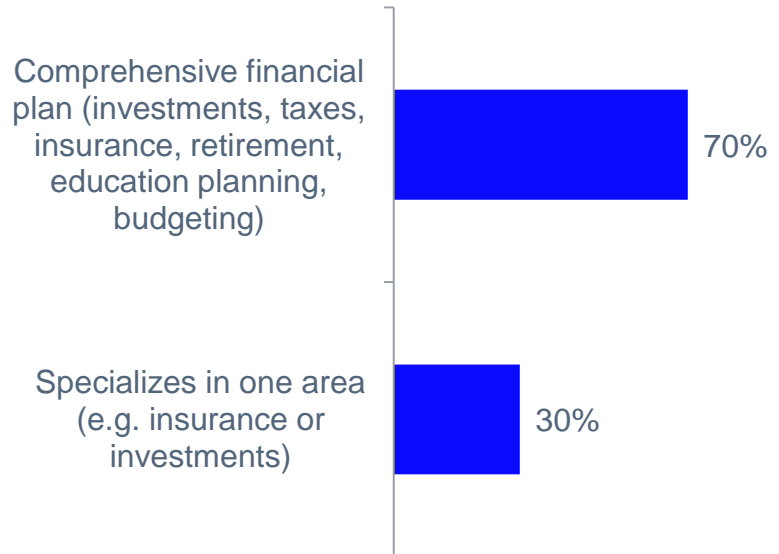 Comprehensive financial
plan (investments, taxes,
insurance, retirement,
education planning,
budgeting)
70%
Specializes in one area
(e.g. insurance or
investments)
30%